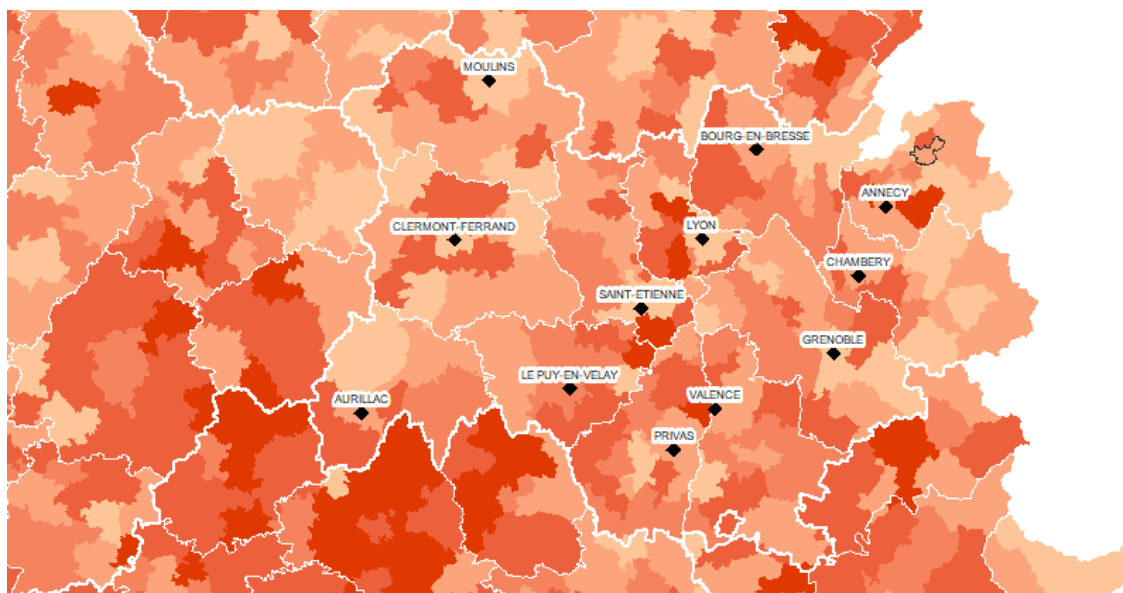 MOULINS
BOURG-EN-BRESSE
ANNECY
CLERMONT-FERRAND
LYON
CHAMBERY
SAINT-ETIENNE
GRENOBLE
LE PUY-EN-VELAY
AURILLAC
VALENCE
PRIVAS